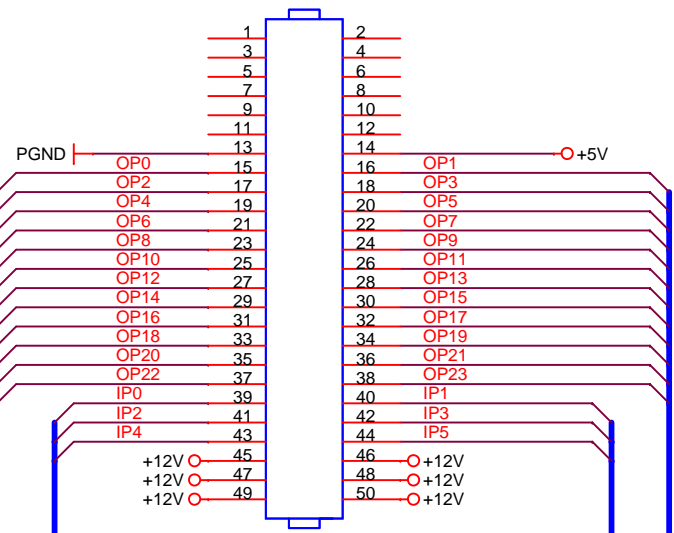 1 2
3 4
5 6
7 8
9 10
11 12
PGND 13 14 +5V
OP0 15 16 OP1
OP2 17 18 OP3
OP4 19 20 OP5
OP6 21 22 OP7
OP8 23 24 OP9
OP10 25 26 OP11
OP12 27 28 OP13
OP14 29 30 OP15
OP16 31 32 OP17
OP18 33 34 OP19
OP20 35 36 OP21
OP22 37 38 OP23
IP0 39 40 IP1
IP2 41 42 IP3
IP4 43 44 IP5
+12V 45 46 +12V
+12V 47 48 +12V
+12V 49 50 +12V